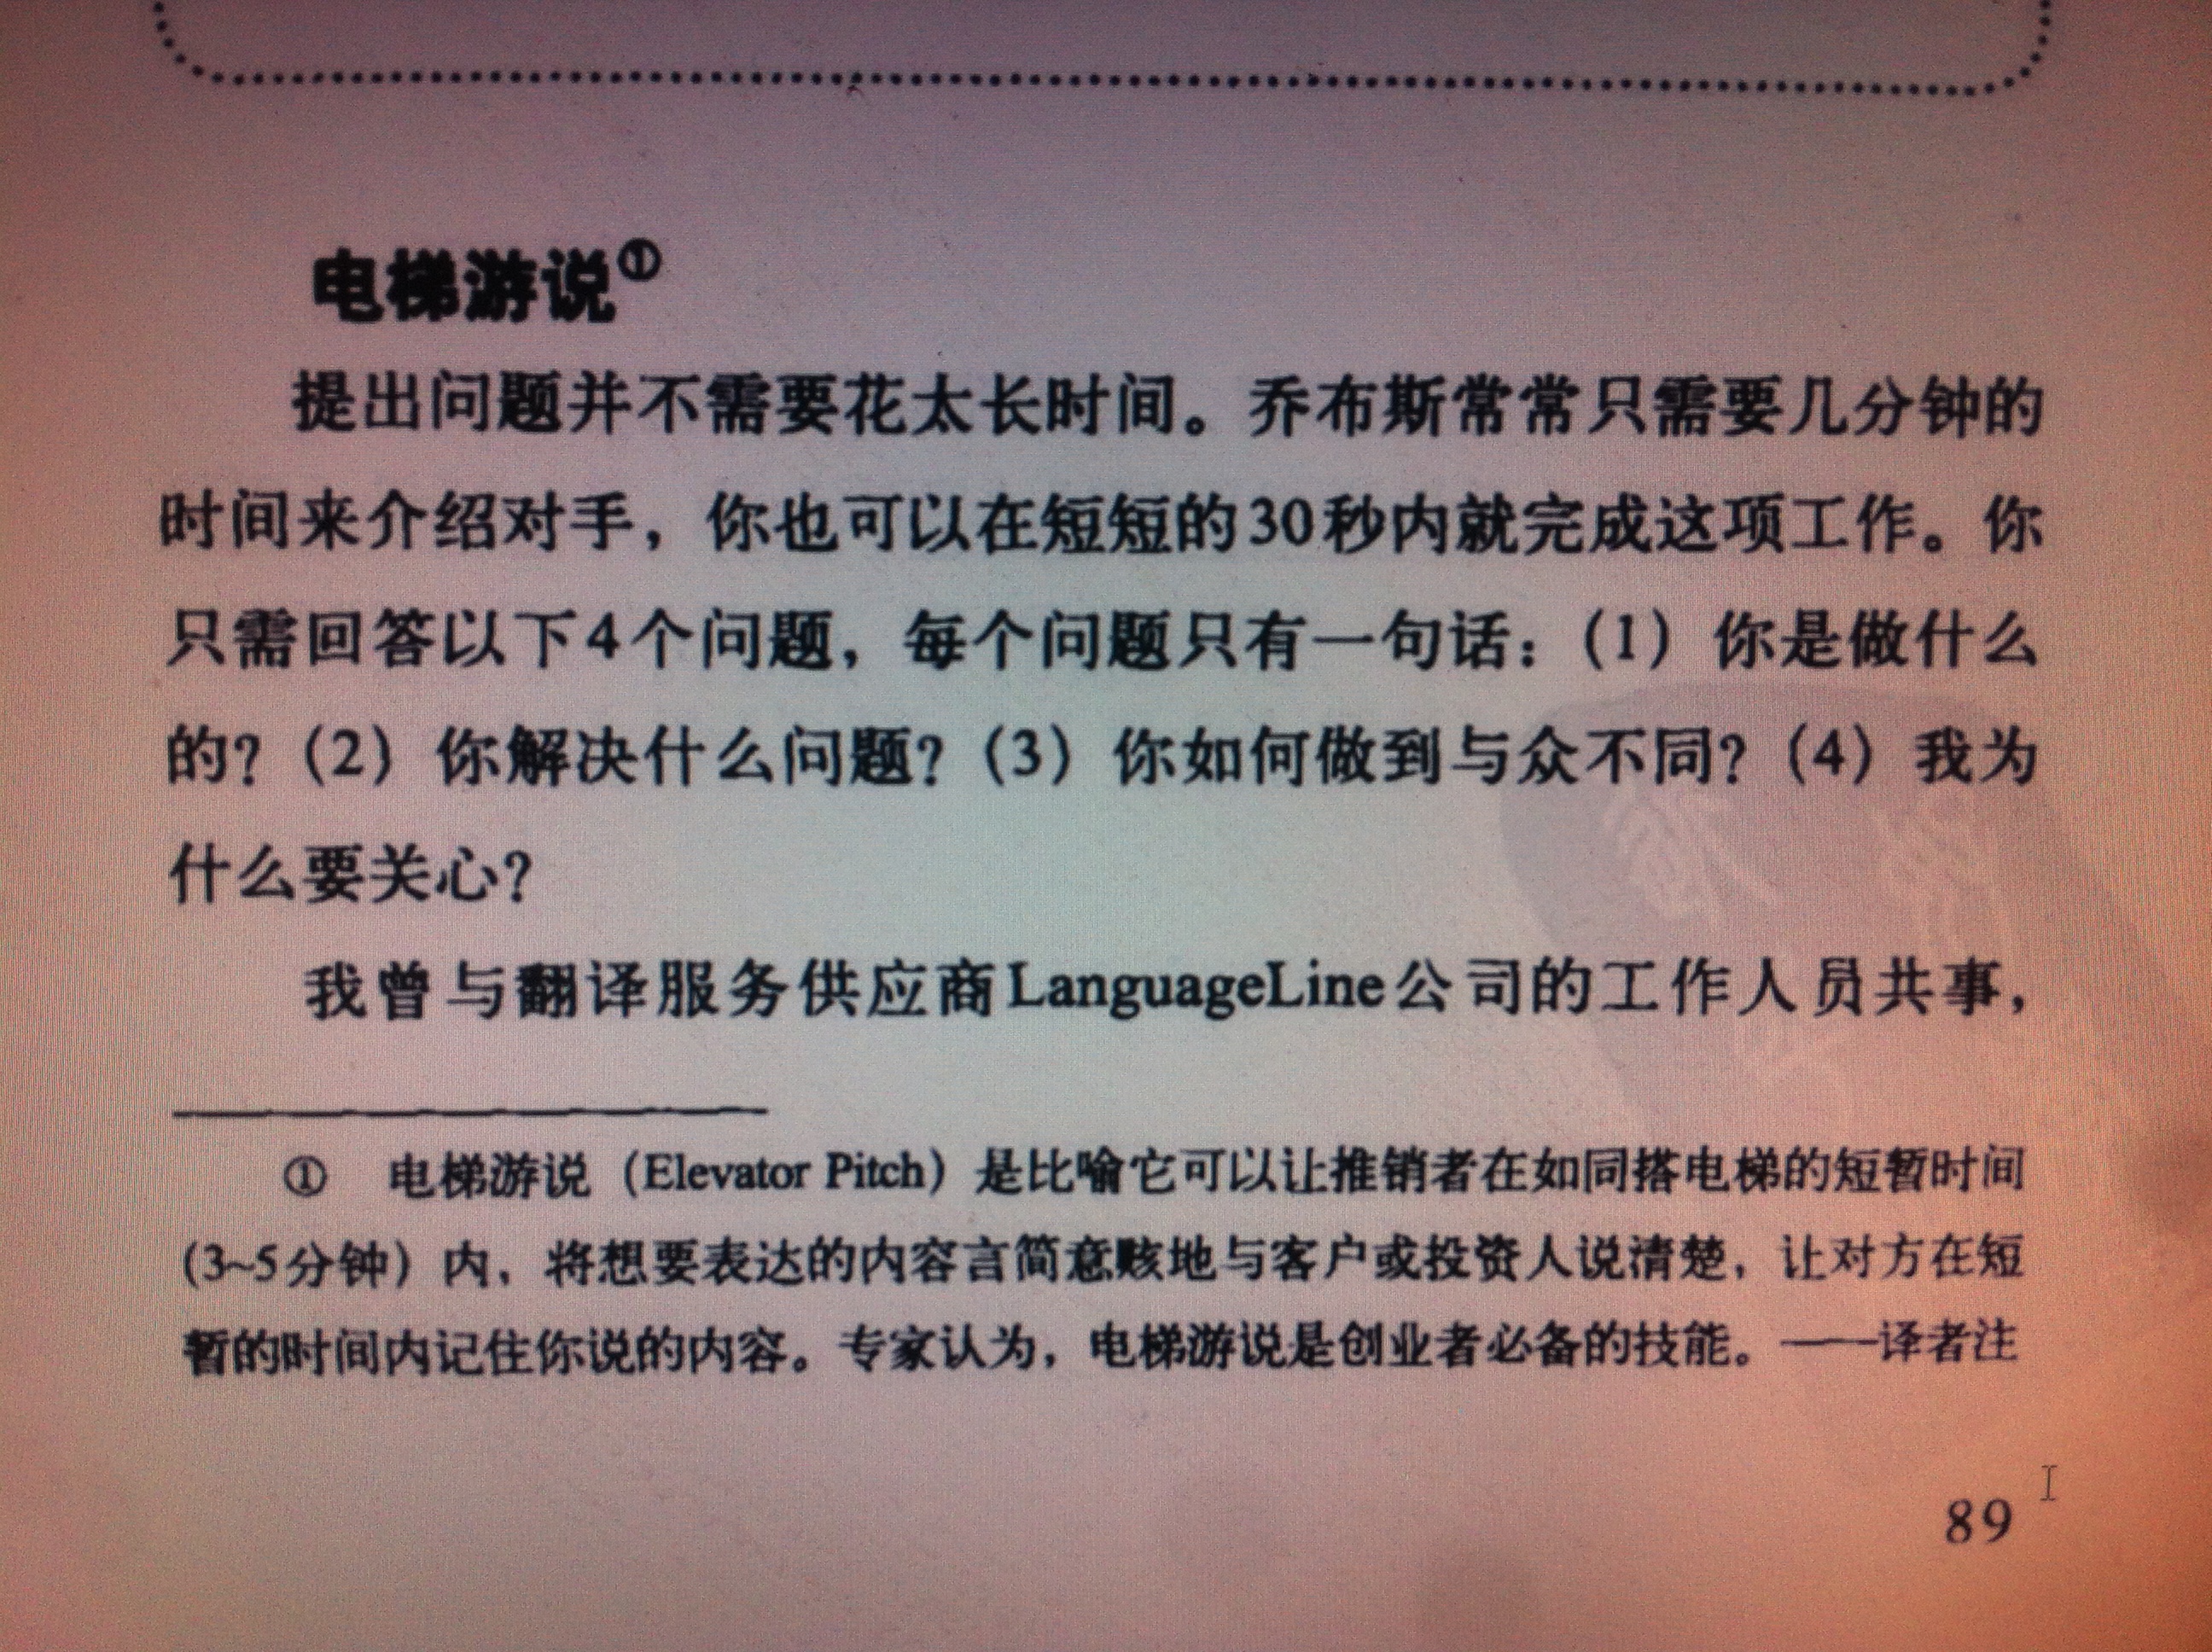 电梯游说①
提出问题并不需要花太长时间。乔布斯常常只需要几分钟的
时间来介绍对手，你也可以在短短的30秒内就完成这项工作。你
只需回答以下4个问题，每个问题只有一句话：（1）你是做什么
的？（2）你解决什么问题？（3）你如何做到与众不同？（4）我为
什么要关心？
我曾与翻译服务供应商LanguageLine公司的工作人员共事，
① 电梯游说（Elevator Pitch）是比喻它可以让推销者在如同搭电梯的短暂时间
（3~5分钟）内，将想要表达的内容言简意赅地与客户或投资人说清楚，让对方在短
暂的时间内记住你说的内容。专家认为，电梯游说是创业者必备的技能。——译者注
89